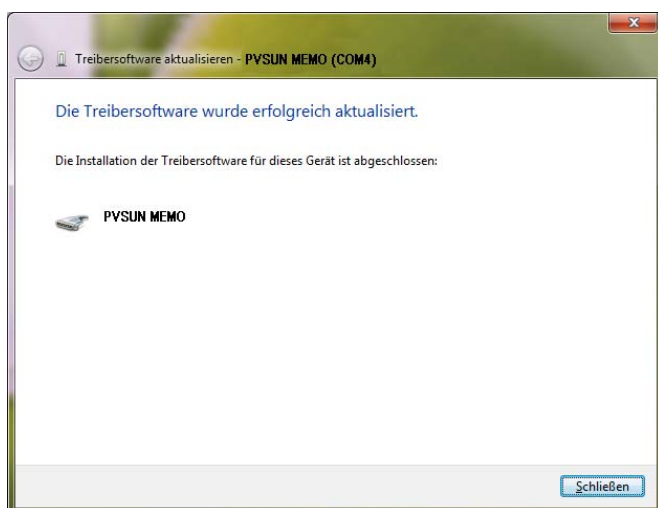 Treibersoftware aktualisieren - PVSUN MEMO (COM4)
Die Treibersoftware wurde erfolgreich aktualisiert.
Die Installation der Treibersoftware für dieses Gerät ist abgeschlossen:
PVSUN MEMO
Schließen